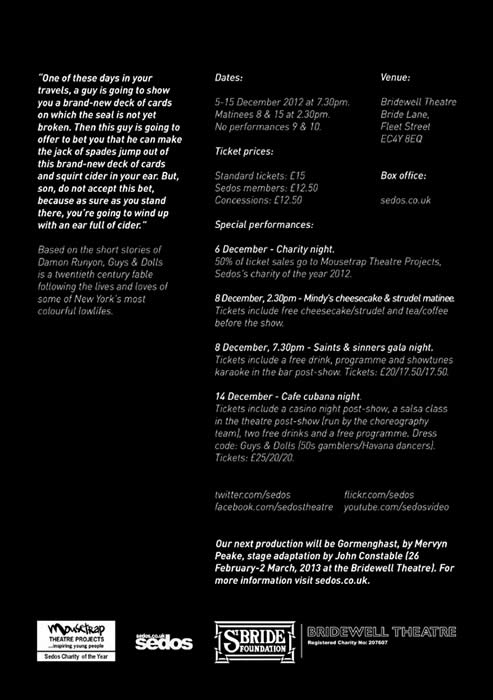 “One of these days in your
travels, a guy is going to show
you a brand-new deck of cards
on which the seal is not yet
broken. Then this guy is going to
offer to bet you that he can make
the jack of spades jump out of
this brand-new deck of cards
and squirt cider in your ear. But,
son, do not accept this bet,
because as sure as you stand
there, you're going to wind up
with an ear full of cider.”
Based on the short stories of
Damon Runyon, Guys & Dolls
is a twentieth century fable
following the lives and loves of
some of New York's most
colourful lowlifes.
Dates:
5-15 December 2012 at 7.30pm.
Matinees 8 & 15 at 2.30pm.
No performances 9 & 10.
Venue:
Bridewell Theatre
Bride Lane,
Fleet Street
EC4Y 8EQ
Ticket prices:
Standard tickets: £15
Sedos members: £12.50
Concessions: £12.50
Box office:
sedos.co.uk
Special performances:
6 December - Charity night.
50% of ticket sales go to Mousetrap Theatre Projects,
Sedos's charity of the year 2012.
8 December, 2.30pm - Mindy's cheesecake & strudel matinee.
Tickets include free cheesecake/strudel and tea/coffee
before the show.
8 December, 7.30pm - Saints & sinners gala night.
Tickets include a free drink, programme and showtunes
karaoke in the bar post-show. Tickets: £20/17.50/17.50.
14 December - Cafe cubana night.
Tickets include a casino night post-show, a salsa class
in the theatre post-show (run by the choreography
team), two free drinks and a free programme. Dress
code: Guys & Dolls (50s gamblers/Havana dancers).
Tickets: £25/20/20.
twitter.com/sedos
facebook.com/sedostheatre
flickr.com/sedos
youtube.com/sedosvideo
Our next production will be Gormenghast, by Mervyn
Peake, stage adaptation by John Constable (26
February-2 March, 2013 at the Bridewell Theatre). For
more information visit sedos.co.uk.
Mousetrap
THEATRE PROJECTS
...inspiring young people
Sedos Charity of the Year
sedos.co.uk
sedos
ST BRIDE
FOUNDATION
BRIDEWELL THEATRE
Registered Charity No: 207607